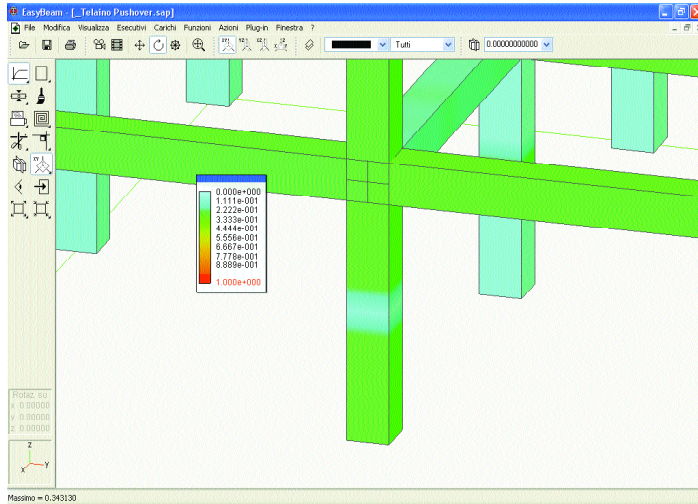 EasyBeam - [_Telaino Pushover.sap]
File Modifica Visualizza Esecutivi Carichi Funzioni Azioni Plug-in Finestra ?
Tutti
0.00000000000
0.000e+000
1.111e-001
2.222e-001
3.333e-001
4.444e-001
5.556e-001
6.667e-001
7.778e-001
8.889e-001
1.000e+000
Rotaz su
x 0.00000
y 0.00000
z 0.00000
Z
X
Y
Massimo = 0.343130